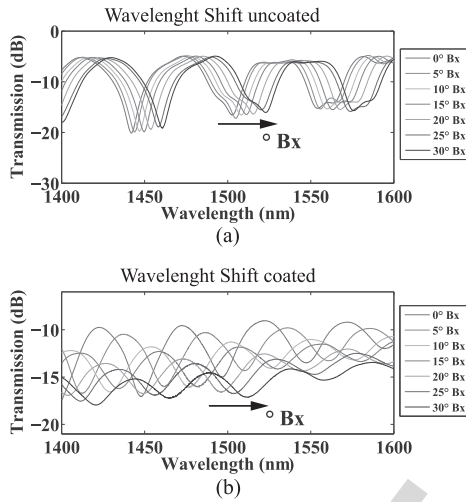 Wavelenght Shift uncoated
0
−10
−20
−30
Transmission (dB)
1400
1450
1500
1550
1600
Wavelength (nm)
° Bx
0° Bx
5° Bx
10° Bx
15° Bx
20° Bx
25° Bx
30° Bx
(a)
Wavelenght Shift coated
−10
−15
−20
Transmission (dB)
1400
1450
1500
1550
1600
Wavelength (nm)
° Bx
0° Bx
5° Bx
10° Bx
15° Bx
20° Bx
25° Bx
30° Bx
(b)